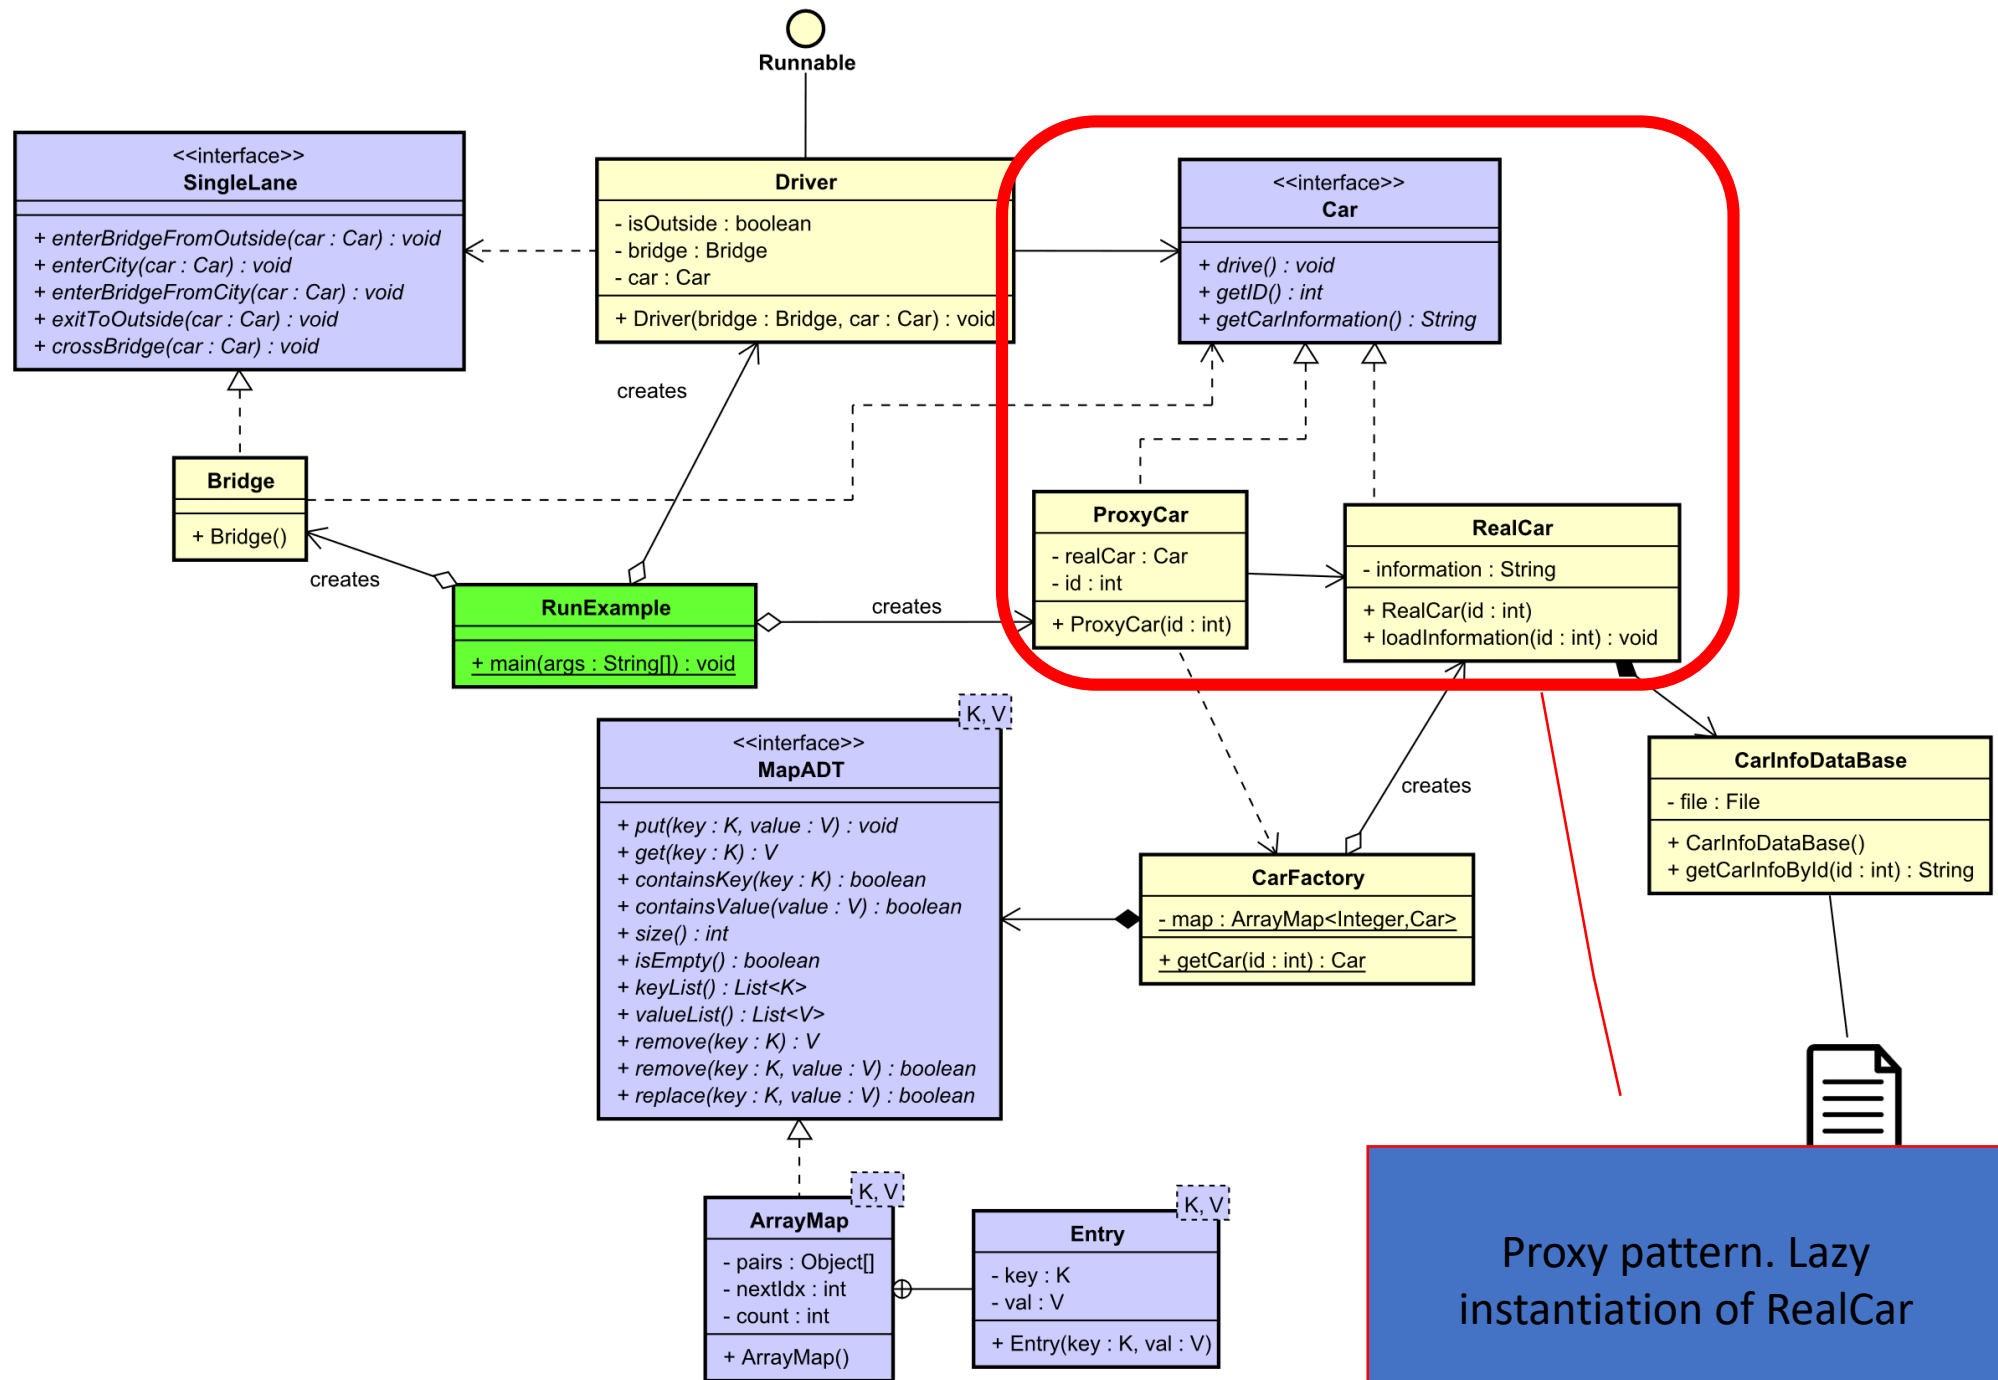 Runnable
<<interface>>
SingleLane
+ enterBridgeFromOutside(car : Car) : void
+ enterCity(car : Car) : void
+ enterBridgeFromCity(car : Car) : void
+ exitToOutside(car : Car) : void
+ crossBridge(car : Car) : void
Driver
- isOutside : boolean
- bridge : Bridge
- car : Car
+ Driver(bridge : Bridge, car : Car) : void
<<interface>>
Car
+ drive() : void
+ getID() : int
+ getCarInformation() : String
creates
Bridge
+ Bridge()
creates
RunExample
+ main(args : String[]) : void
creates
ProxyCar
- realCar : Car
- id : int
+ ProxyCar(id : int)
RealCar
- information : String
+ RealCar(id : int)
+ loadInformation(id : int) : void
K, V
<<interface>>
MapADT
+ put(key : K, value : V) : void
+ get(key : K) : V
+ containsKey(key : K) : boolean
+ containsValue(value : V) : boolean
+ size() : int
+ isEmpty() : boolean
+ keyList() : List<K>
+ valueList() : List<V>
+ remove(key : K) : V
+ remove(key : K, value : V) : boolean
+ replace(key : K, value : V) : boolean
creates
CarFactory
- map : ArrayMap<Integer,Car>
+ getCar(id : int) : Car
CarInfoDataBase
- file : File
+ CarInfoDataBase()
+ getCarInfoById(id : int) : String
K, V
ArrayMap
- pairs : Object[]
- nextIdx : int
- count : int
+ ArrayMap()
K, V
Entry
- key : K
- val : V
+ Entry(key : K, val : V)
Proxy pattern. Lazy
instantiation of RealCar